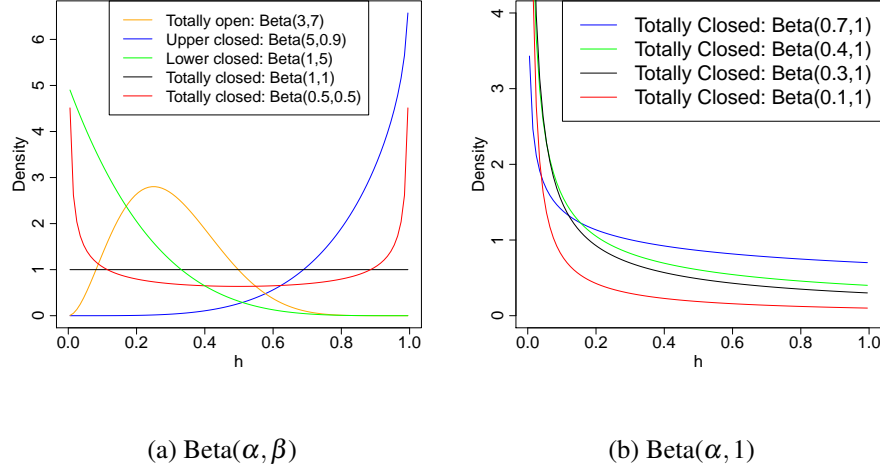 Totally open: Beta(3,7)
Upper closed: Beta(5,0.9)
Lower closed: Beta(1,5)
Totally closed: Beta(1,1)
Totally closed: Beta(0.5,0.5)
Density
0 1 2 3 4 5 6
0.0 0.2 0.4 0.6 0.8 1.0
h
(a) Beta(α, β)
Totally Closed: Beta(0.7,1)
Totally Closed: Beta(0.4,1)
Totally Closed: Beta(0.3,1)
Totally Closed: Beta(0.1,1)
Density
0 1 2 3 4
0.0 0.2 0.4 0.6 0.8 1.0
h
(b) Beta(α, 1)